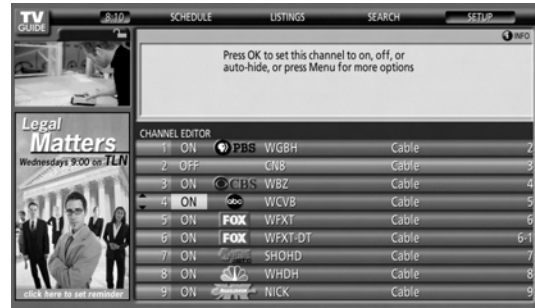 TV GUIDE 8:10 SCHEDULE LISTINGS SEARCH SETUP
i INFO
Press OK to set this channel to on, off, or
auto-hide, or press Menu for more options
Legal
Matters
Wednesdays 9:00 on TLN
click here to set reminder
CHANNEL EDITOR
1 ON PBS WGBH Cable 2
2 OFF CN8 Cable 3
3 ON CBS WBZ Cable 4
4 ON abc WCVB Cable 5
5 ON FOX WFXT Cable 6
6 ON FOX WFXT-DT Cable 6-1
7 ON SHOHD Cable 7
8 ON WHDH Cable 8
9 ON NICK Cable 9